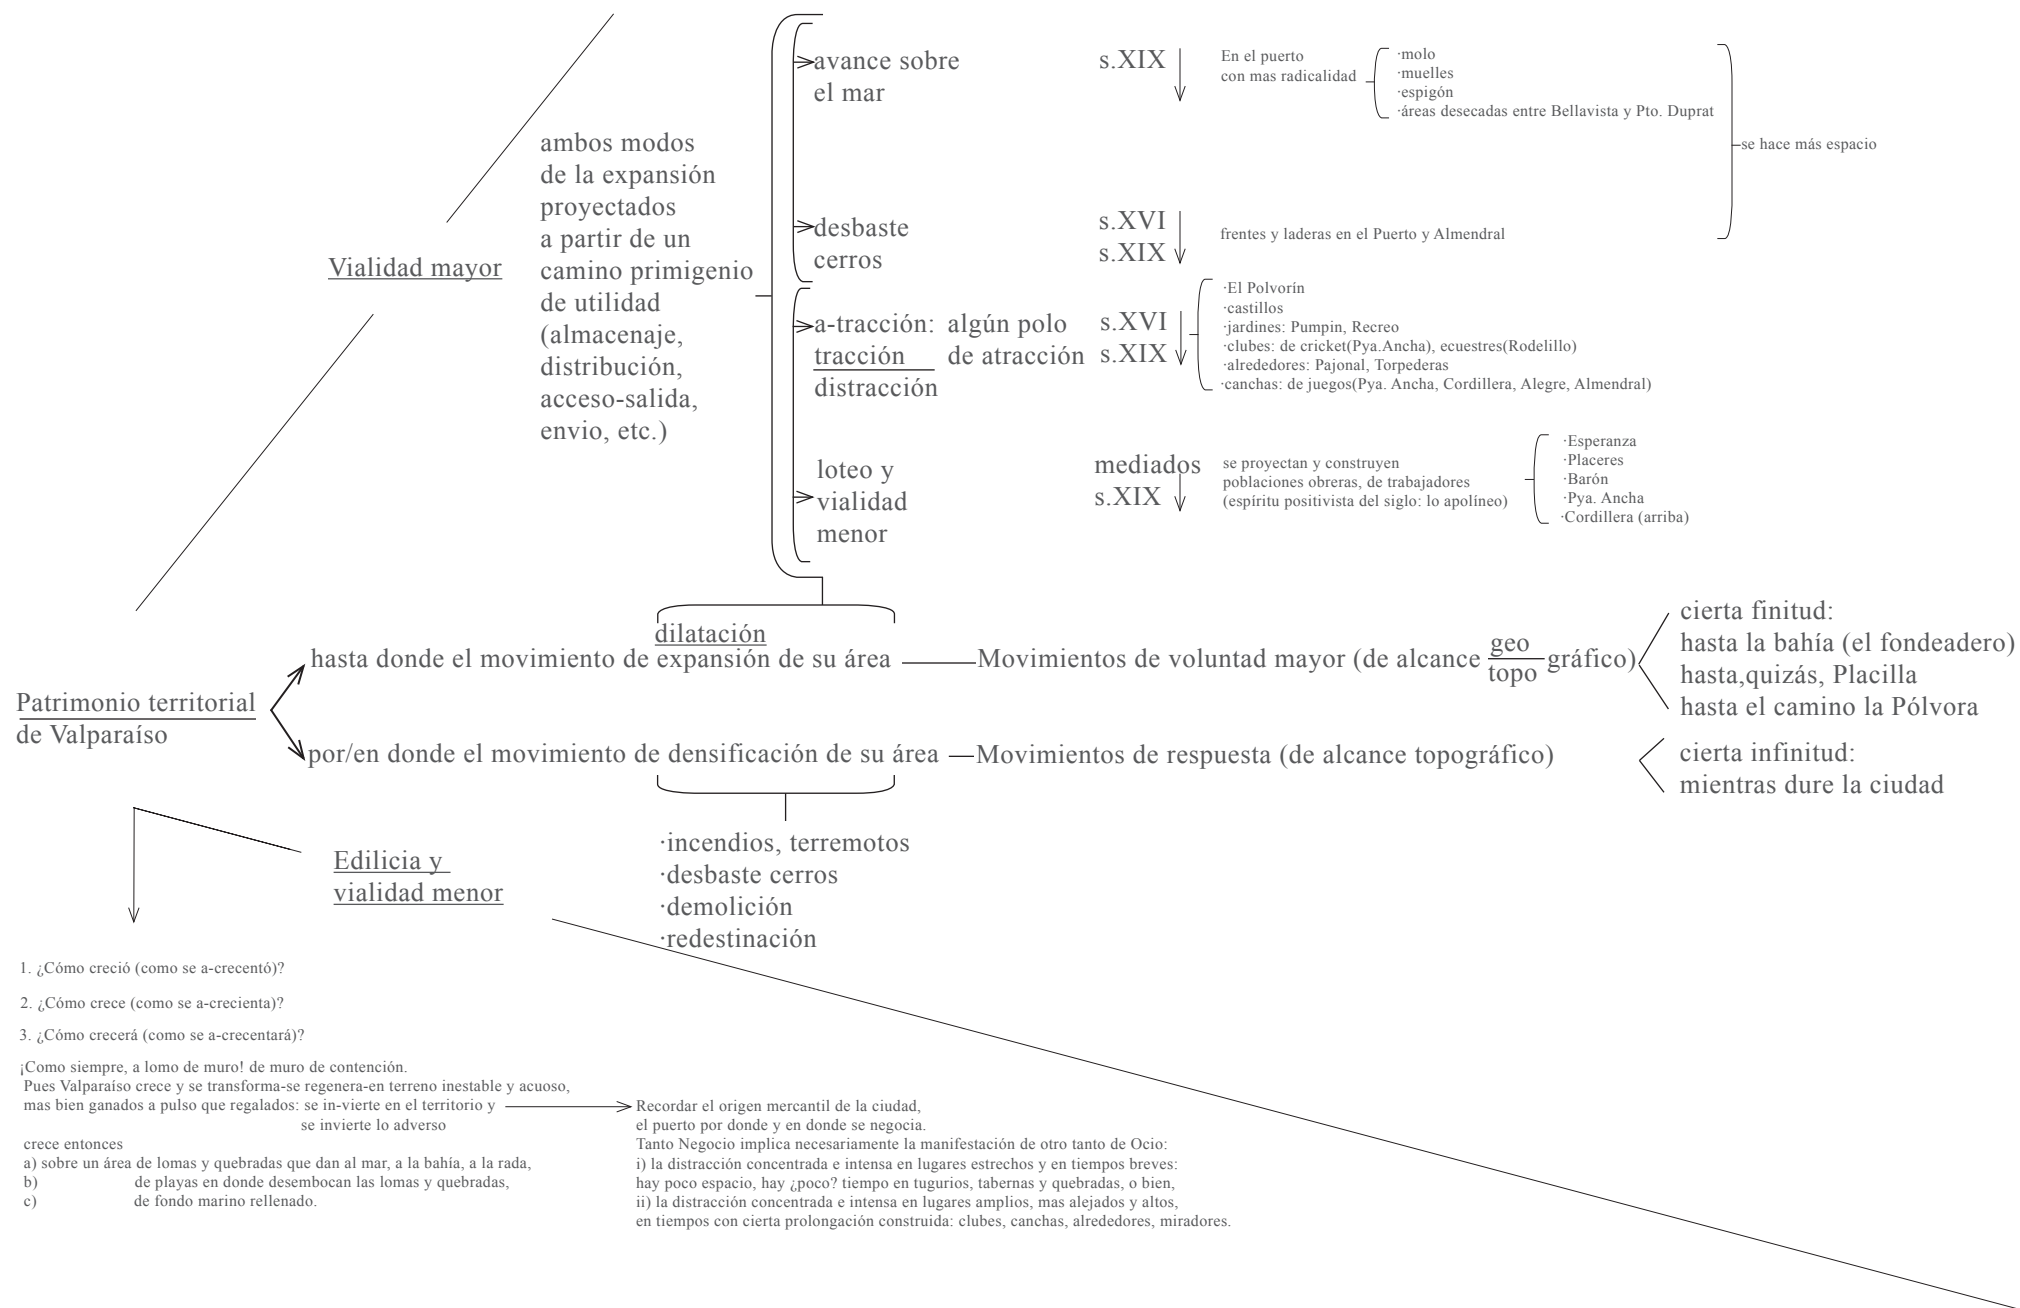 avance sobre
el mar
s.XIX
En el puerto
con mas radicalidad
·molo
·muelles
·espigón
·áreas desecadas entre Bellavista y Pto. Duprat
se hace más espacio
desbaste
cerros
s.XVI
s.XIX
frentes y laderas en el Puerto y Almendral
Vialidad mayor
ambos modos
de la expansión
proyectados
a partir de un
camino primigenio
de utilidad
(almacenaje,
distribución,
acceso-salida,
envio, etc.)
a-tracción:
tracción
distracción
algún polo
de atracción
s.XVI
s.XIX
·El Polvorín
·castillos
·jardines: Pumpin, Recreo
·clubes: de cricket(Pya.Ancha), ecuestres(Rodelillo)
·alrededores: Pajonal, Torpederas
·canchas: de juegos(Pya. Ancha, Cordillera, Alegre, Almendral)
loteo y
vialidad
menor
mediados
s.XIX
se proyectan y construyen
poblaciones obreras, de trabajadores
(espíritu positivista del siglo: lo apolíneo)
·Esperanza
·Placeres
·Barón
·Pya. Ancha
·Cordillera (arriba)
dilatación
hasta donde el movimiento de expansión de su área
Movimientos de voluntad mayor (de alcance geo/topo gráfico)
cierta finitud:
hasta la bahía (el fondeadero)
hasta,quizás, Placilla
hasta el camino la Pólvora
Patrimonio territorial
de Valparaíso
por/en donde el movimiento de densificación de su área
Movimientos de respuesta (de alcance topográfico)
cierta infinitud:
mientras dure la ciudad
Edilicia y
vialidad menor
·incendios, terremotos
·desbaste cerros
·demolición
·redestinación
1. ¿Cómo creció (como se a-crecentó)?
2. ¿Cómo crece (como se a-crecienta)?
3. ¿Cómo crecerá (como se a-crecentará)?
¡Como siempre, a lomo de muro! de muro de contención.
Pues Valparaíso crece y se transforma-se regenera-en terreno inestable y acuoso,
mas bien ganados a pulso que regalados: se in-vierte en el territorio y
se invierte lo adverso
crece entonces
a) sobre un área de lomas y quebradas que dan al mar, a la bahía, a la rada,
b) de playas en donde desembocan las lomas y quebradas,
c) de fondo marino rellenado.
Recordar el origen mercantil de la ciudad,
el puerto por donde y en donde se negocia.
Tanto Negocio implica necesariamente la manifestación de otro tanto de Ocio:
i) la distracción concentrada e intensa en lugares estrechos y en tiempos breves:
hay poco espacio, hay ¿poco? tiempo en tugurios, tabernas y quebradas, o bien,
ii) la distracción concentrada e intensa en lugares amplios, mas alejados y altos,
en tiempos con cierta prolongación construida: clubes, canchas, alrededores, miradores.